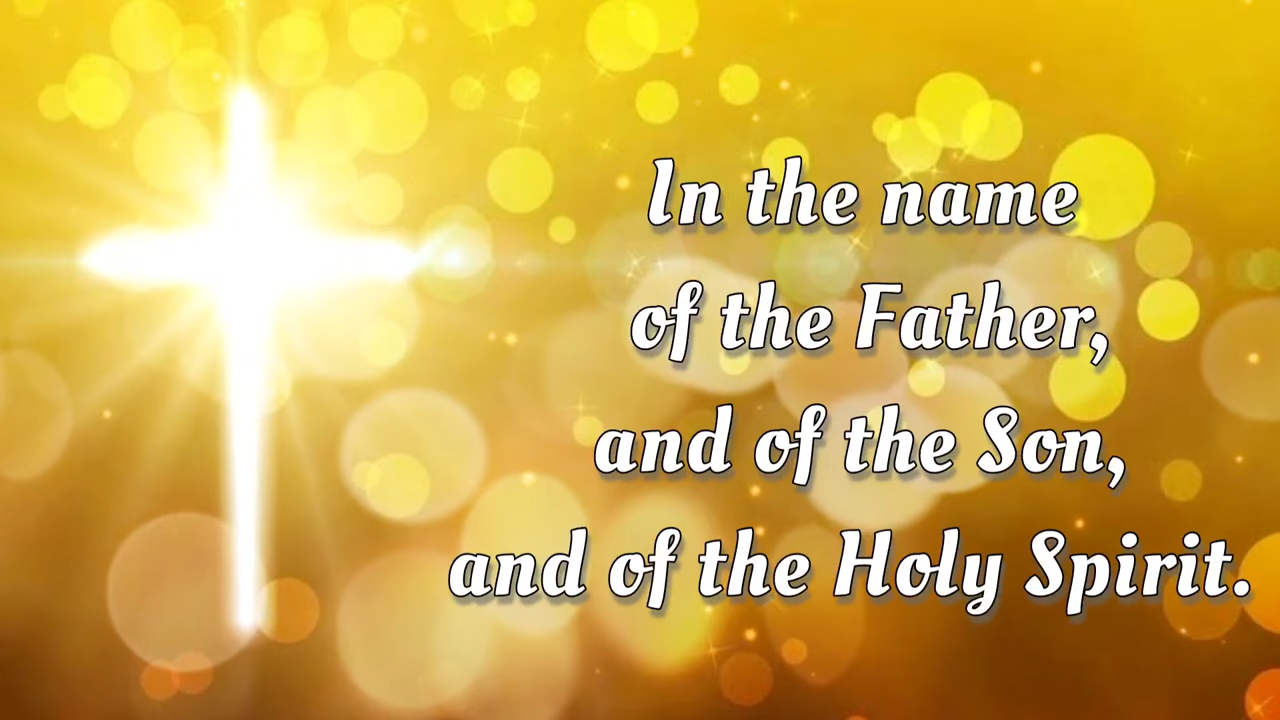 In the name
of the Father,
and of the Son,
and of the Holy Spirit.